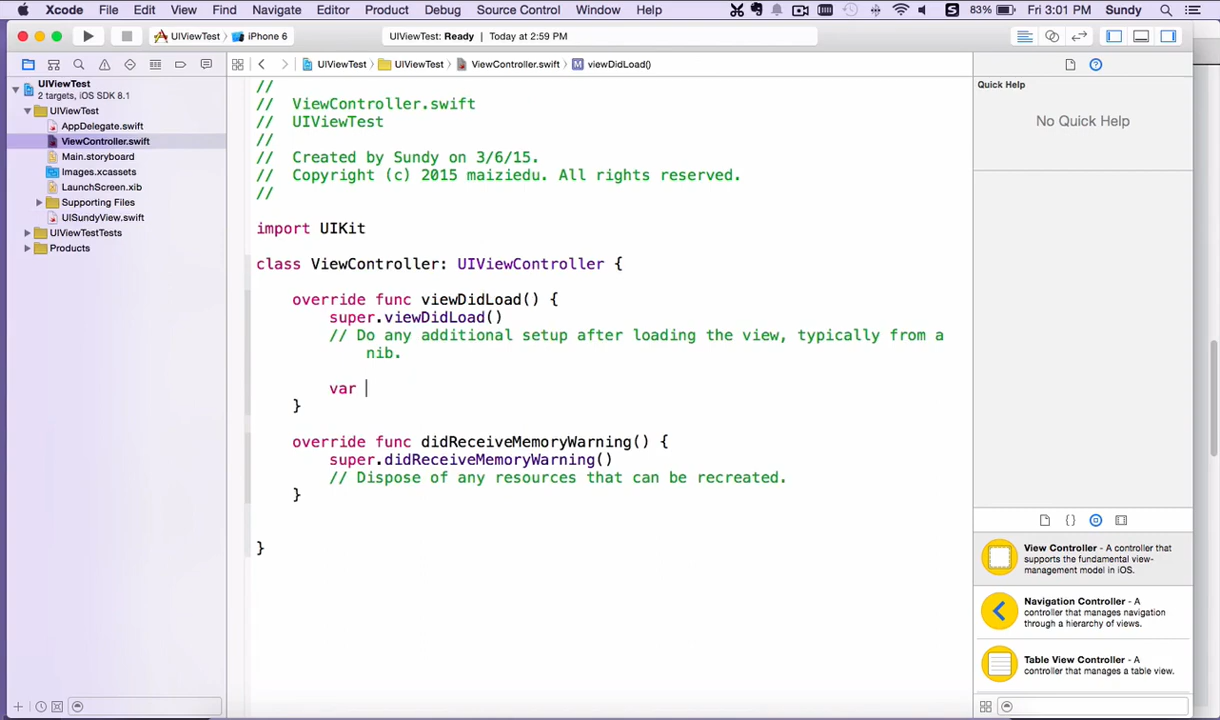 Xcode File Edit View Find Navigate Editor Product Debug Source Control Window Help 83% Fri 3:01 PM Sundy
UIViewTest iPhone 6 UIViewTest: Ready Today at 2:59 PM
UIViewTest UIViewTest ViewController.swift M viewDidLoad()
UIViewTest
2 targets, iOS SDK 8.1
UIViewTest
AppDelegate.swift
ViewController.swift
Main.storyboard
Images.xcassets
LaunchScreen.xib
Supporting Files
UISundyView.swift
UIViewTestTests
Products
//
// ViewController.swift
// UIViewTest
//
// Created by Sundy on 3/6/15.
// Copyright (c) 2015 maiziedu. All rights reserved.
//
import UIKit
class ViewController: UIViewController {
override func viewDidLoad() {
super.viewDidLoad()
// Do any additional setup after loading the view, typically from a
nib.
var
}
override func didReceiveMemoryWarning() {
super.didReceiveMemoryWarning()
// Dispose of any resources that can be recreated.
}
}
Quick Help
No Quick Help
View Controller - A controller that
supports the fundamental view-
management model in iOS.
Navigation Controller - A
controller that manages navigation
through a hierarchy of views.
Table View Controller - A
controller that manages a table view.